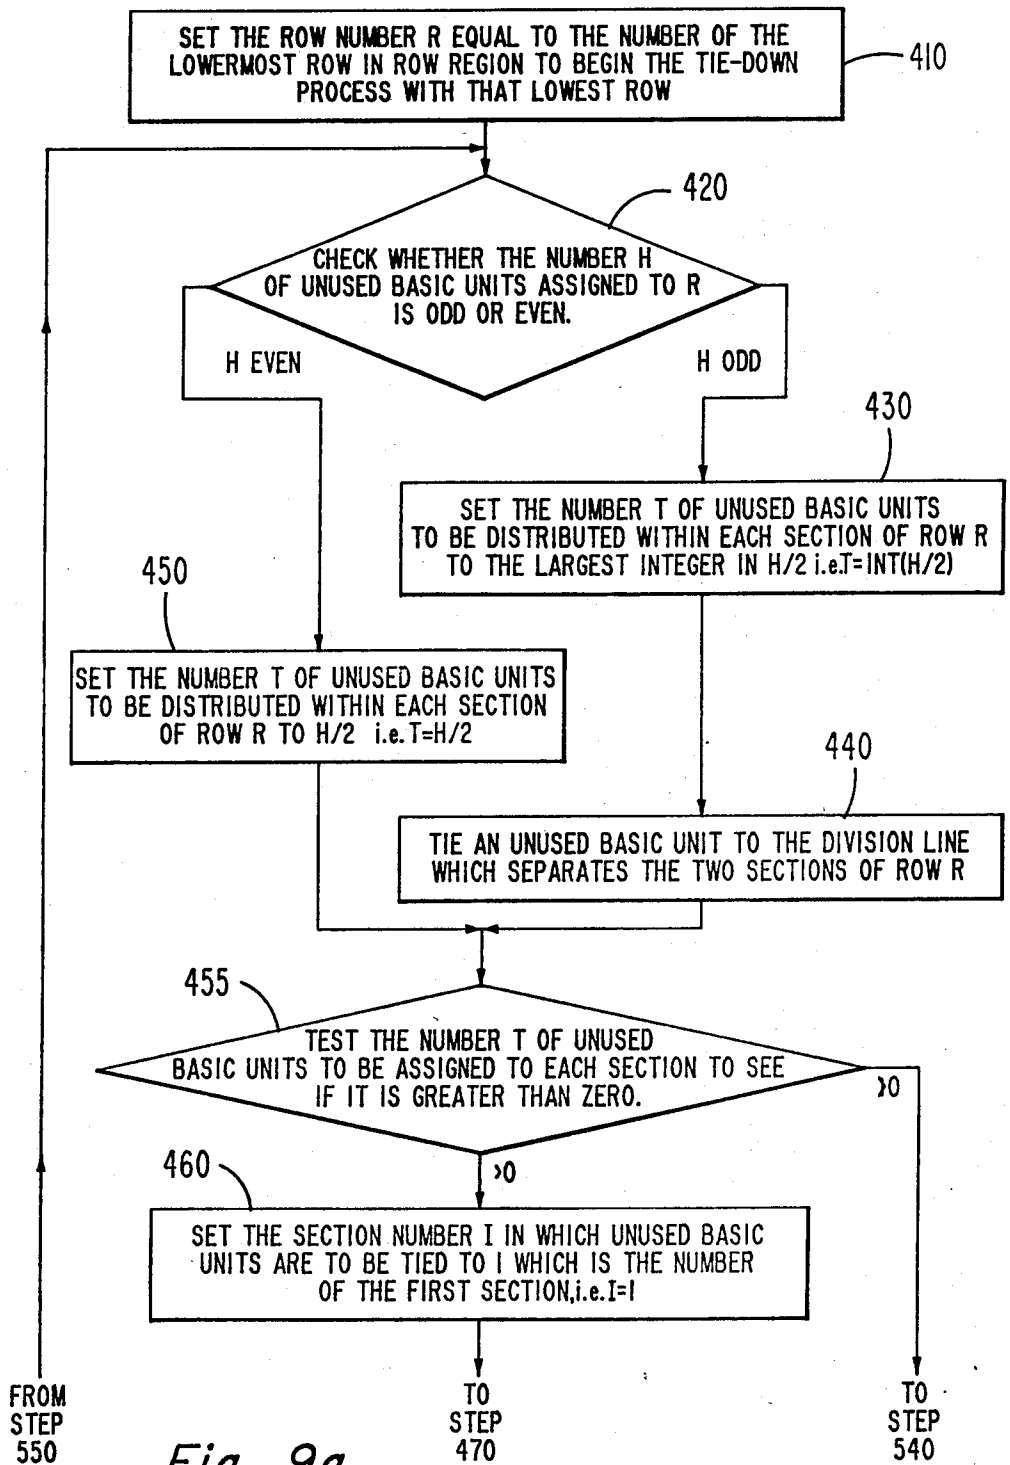 SET THE ROW NUMBER R EQUAL TO THE NUMBER OF THE
LOWERMOST ROW IN ROW REGION TO BEGIN THE TIE-DOWN
PROCESS WITH THAT LOWEST ROW
410
420
CHECK WHETHER THE NUMBER H
OF UNUSED BASIC UNITS ASSIGNED TO R
IS ODD OR EVEN.
H EVEN
H ODD
430
SET THE NUMBER T OF UNUSED BASIC UNITS
TO BE DISTRIBUTED WITHIN EACH SECTION OF ROW R
TO THE LARGEST INTEGER IN H/2 i.e.T=INT(H/2)
450
SET THE NUMBER T OF UNUSED BASIC UNITS
TO BE DISTRIBUTED WITHIN EACH SECTION
OF ROW R TO H/2 i.e.T=H/2
440
TIE AN UNUSED BASIC UNIT TO THE DIVISION LINE
WHICH SEPARATES THE TWO SECTIONS OF ROW R
455
TEST THE NUMBER T OF UNUSED
BASIC UNITS TO BE ASSIGNED TO EACH SECTION TO SEE
IF IT IS GREATER THAN ZERO.
>0
460
>0
SET THE SECTION NUMBER I IN WHICH UNUSED BASIC
UNITS ARE TO BE TIED TO 1 WHICH IS THE NUMBER
OF THE FIRST SECTION,i.e.I=1
FROM
STEP
550
TO
STEP
470
TO
STEP
540
Fig. 9a